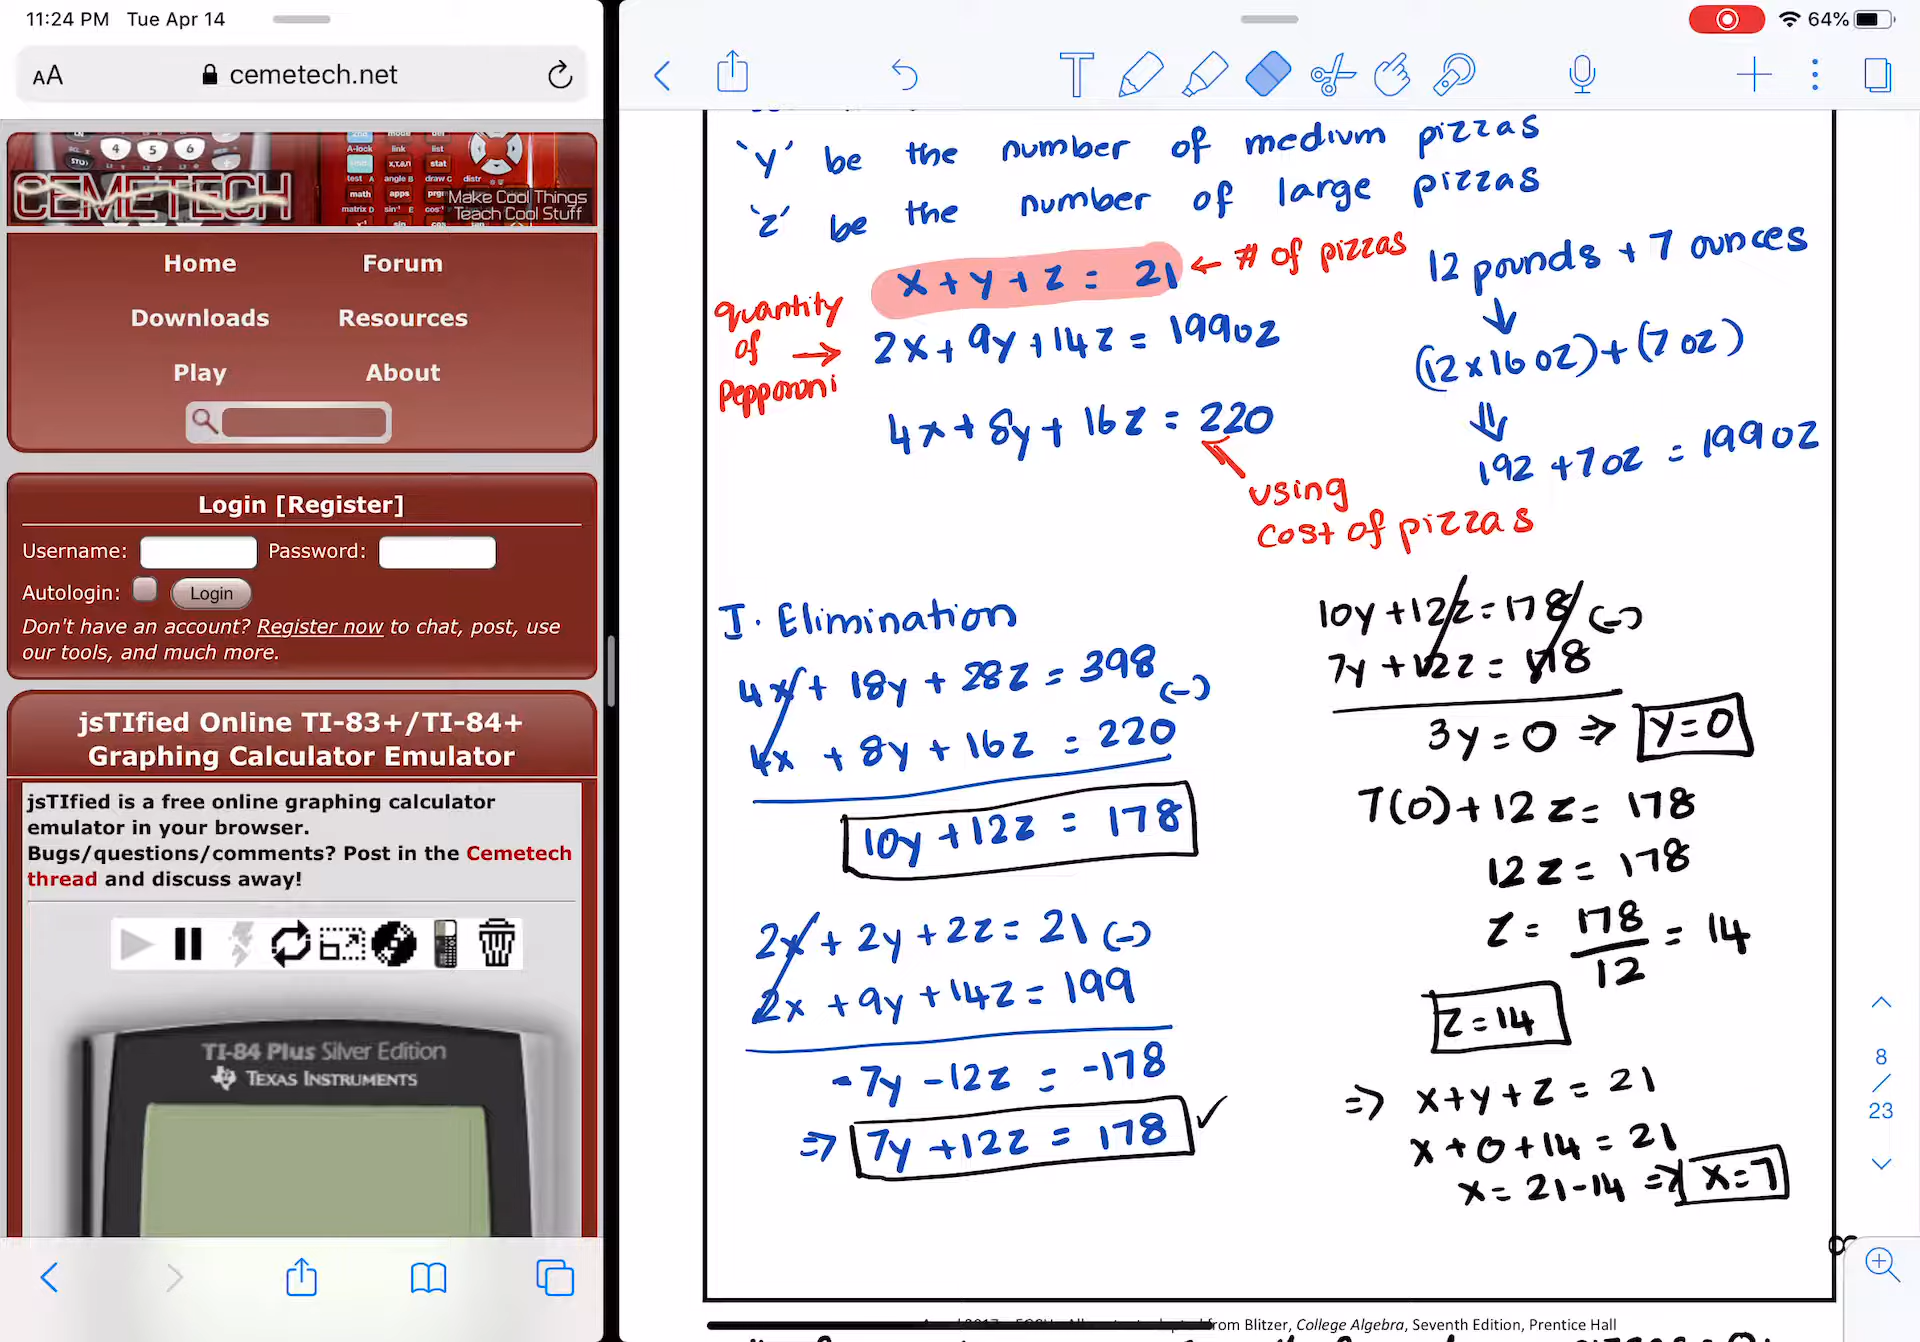 11:24 PM Tue Apr 14
64%
AA cemetech.net
CEMETECH
Make Cool Things
Teach Cool Stuff
Home Forum
Downloads Resources
Play About
Login [Register]
Username: Password:
Autologin: Login
Don't have an account? Register now to chat, post, use
our tools, and much more.
jsTIfied Online TI-83+/TI-84+
Graphing Calculator Emulator
jsTIfied is a free online graphing calculator
emulator in your browser.
Bugs/questions/comments? Post in the Cemetech
thread and discuss away!
TI-84 Plus Silver Edition
TEXAS INSTRUMENTS
'y' be the number of medium pizzas
'z' be the number of large pizzas
x + y + z = 21 ← # of pizzas
quantity
of →
Pepporoni
2x + 9y + 14z = 199oz
4x + 8y + 16z = 220
using
cost of pizzas
12 pounds + 7 ounces
↓
(12 x 16 oz) + (7 oz)
⇓
192 + 7 oz = 199 oz
I. Elimination
4x + 18y + 28z = 398 (-)
4x + 8y + 16z = 220
10y + 12z = 178
2x + 2y + 2z = 21 (-)
2x + 9y + 14z = 199
-7y - 12z = -178
⇒ 7y + 12z = 178 ✓
10y + 12z = 178 (-)
7y + 12z = 178
3y = 0 ⇒ y = 0
7(0) + 12z = 178
12z = 178
z = 178/12 = 14
z = 14
⇒ x + y + z = 21
x + 0 + 14 = 21
x = 21 - 14 ⇒ x = 7
8
/
23
from Blitzer, College Algebra, Seventh Edition, Prentice Hall